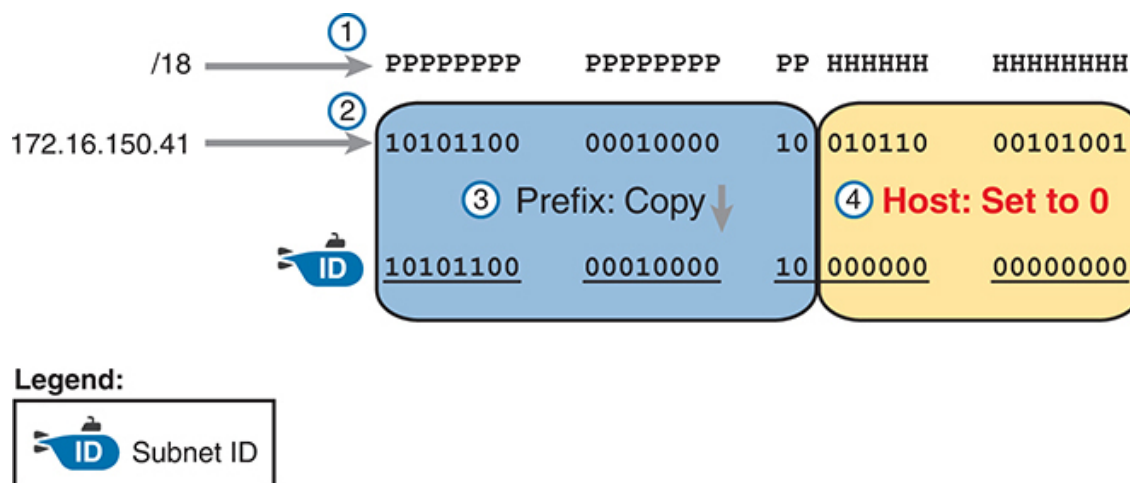 1
/18 PPPPPPPP PPPPPPPP PP HHHHHH HHHHHHHH
2
172.16.150.41 10101100 00010000 10 010110 00101001
3 Prefix: Copy 4 Host: Set to 0
ID 10101100 00010000 10 000000 00000000
Legend:
ID Subnet ID